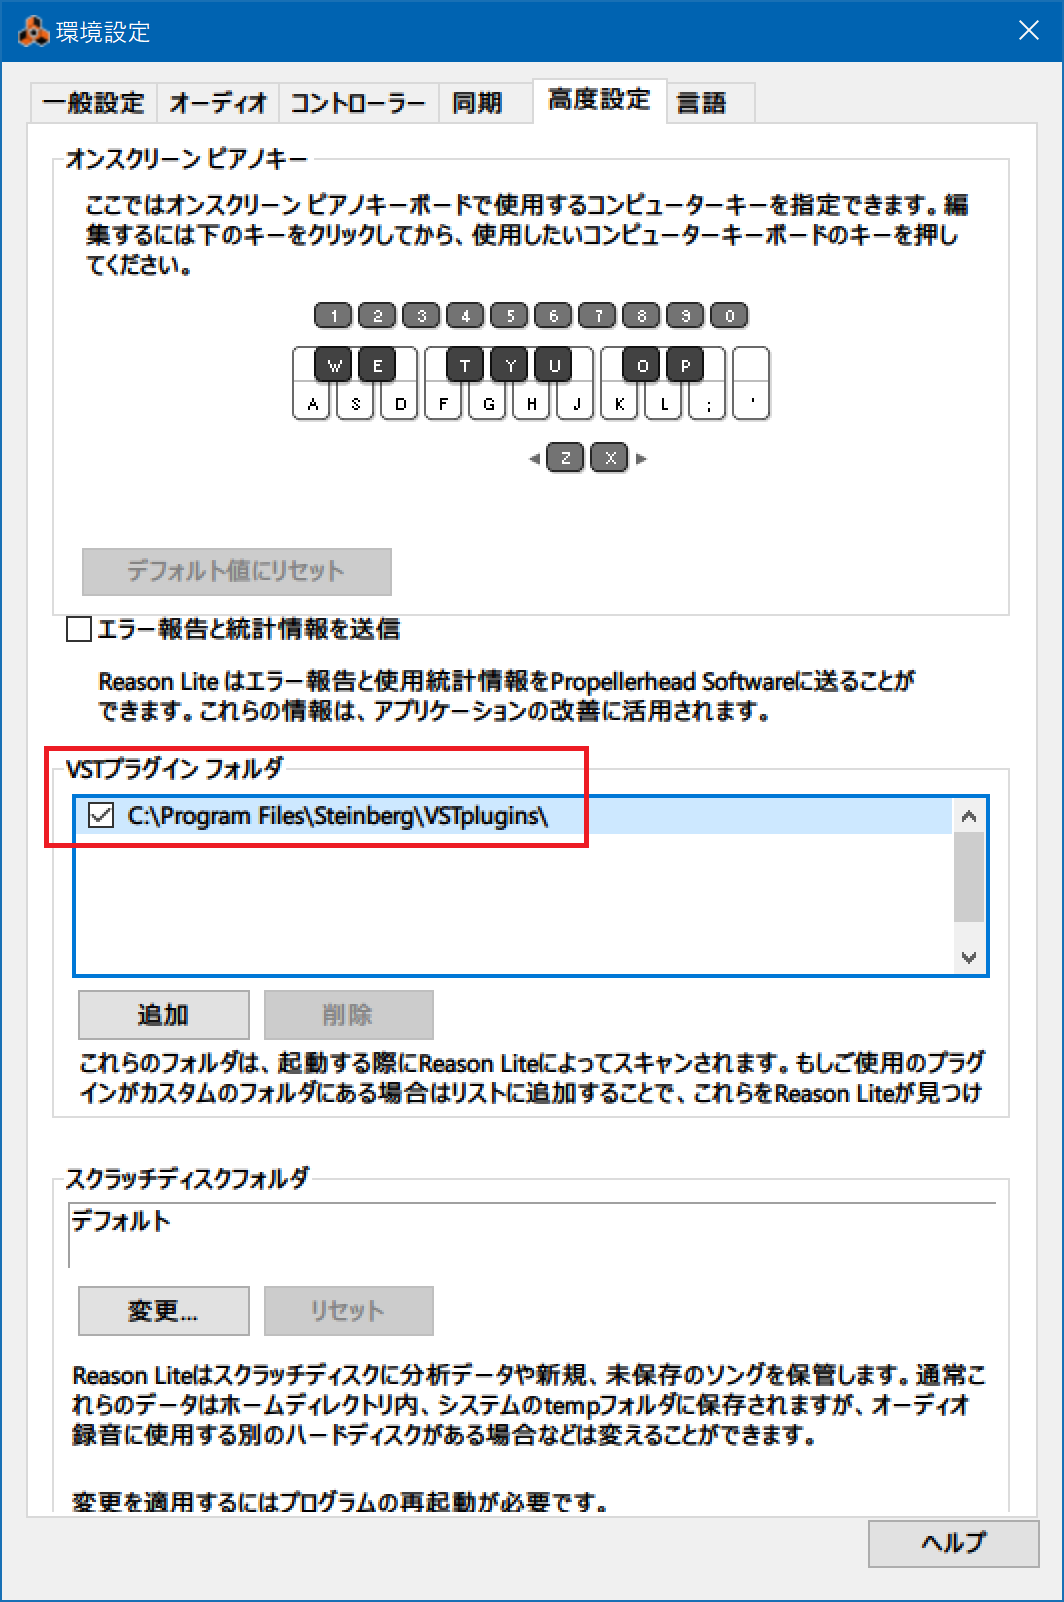 環境設定
一般設定 オーディオ コントローラー 同期 高度設定 言語
オンスクリーン ピアノキー
ここではオンスクリーン ピアノキーボードで使用するコンピューターキーを指定できます。編
集するには下のキーをクリックしてから、使用したいコンピューターキーボードのキーを押し
てください。
1 2 3 4 5 6 7 8 9 0
W E T Y U O P
A S D F G H J K L ; '
Z X
デフォルト値にリセット
エラー報告と統計情報を送信
Reason Lite はエラー報告と使用統計情報をPropellerhead Softwareに送ることが
できます。これらの情報は、アプリケーションの改善に活用されます。
VSTプラグイン フォルダ
C:\Program Files\Steinberg\VSTplugins\
追加 削除
これらのフォルダは、起動する際にReason Liteによってスキャンされます。もしご使用のプラグ
インがカスタムのフォルダにある場合はリストに追加することで、これらをReason Liteが見つけ
スクラッチディスクフォルダ
デフォルト
変更... リセット
Reason Liteはスクラッチディスクに分析データや新規、未保存のソングを保管します。通常こ
れらのデータはホームディレクトリ内、システムのtempフォルダに保存されますが、オーディオ
録音に使用する別のハードディスクがある場合などは変えることができます。
変更を適用するにはプログラムの再起動が必要です。
ヘルプ